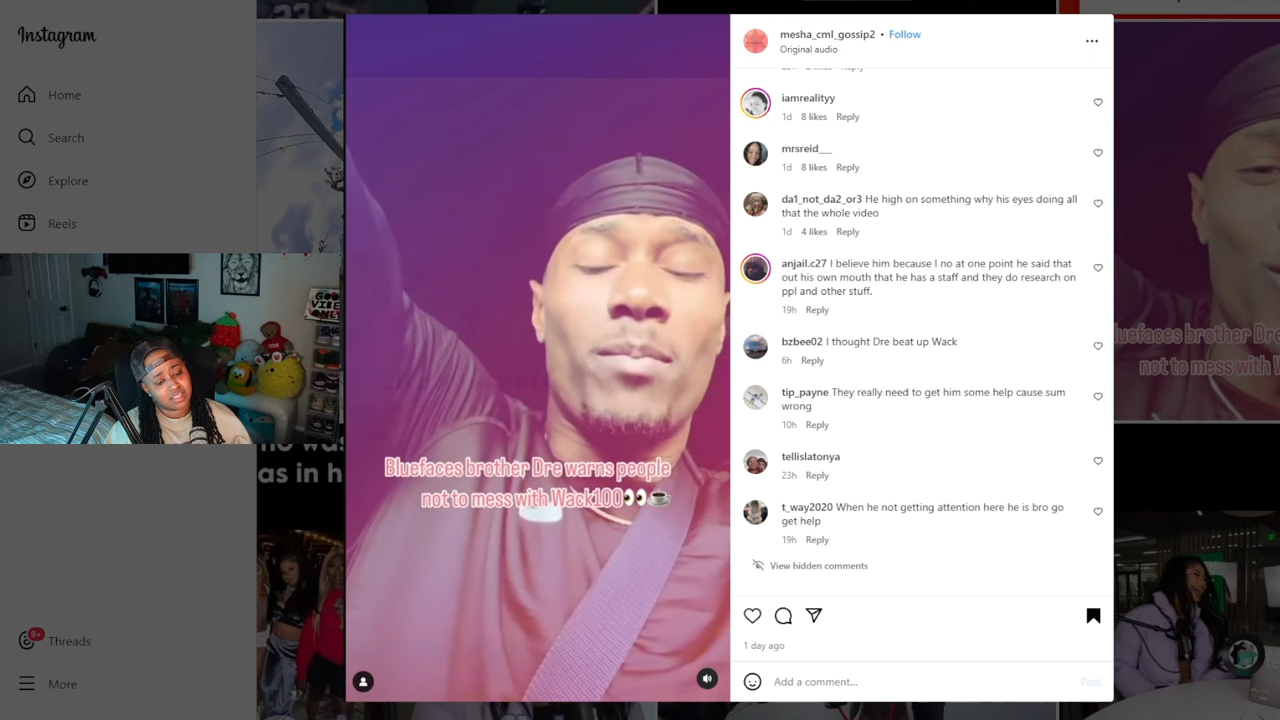 Instagram
Home
Search
Explore
Reels
9+
Threads
More
as in h
GOOD
VIBE
ONLY
Bluefaces brother Dre warns people
not to mess with Wack100👀☕
mesha_cml_gossip2 • Follow
Original audio
iamrealityy
1d 8 likes Reply
mrsreid___
1d 8 likes Reply
da1_not_da2_or3 He high on something why his eyes doing all
that the whole video
1d 4 likes Reply
anjail.c27 I believe him because I no at one point he said that
out his own mouth that he has a staff and they do research on
ppl and other stuff.
19h Reply
bzbee02 I thought Dre beat up Wack
6h Reply
tip_payne They really need to get him some help cause sum
wrong
10h Reply
tellislatonya
23h Reply
t_way2020 When he not getting attention here he is bro go
get help
19h Reply
View hidden comments
1 day ago
Add a comment...
Post
luefaces brother Dre
not to mess with